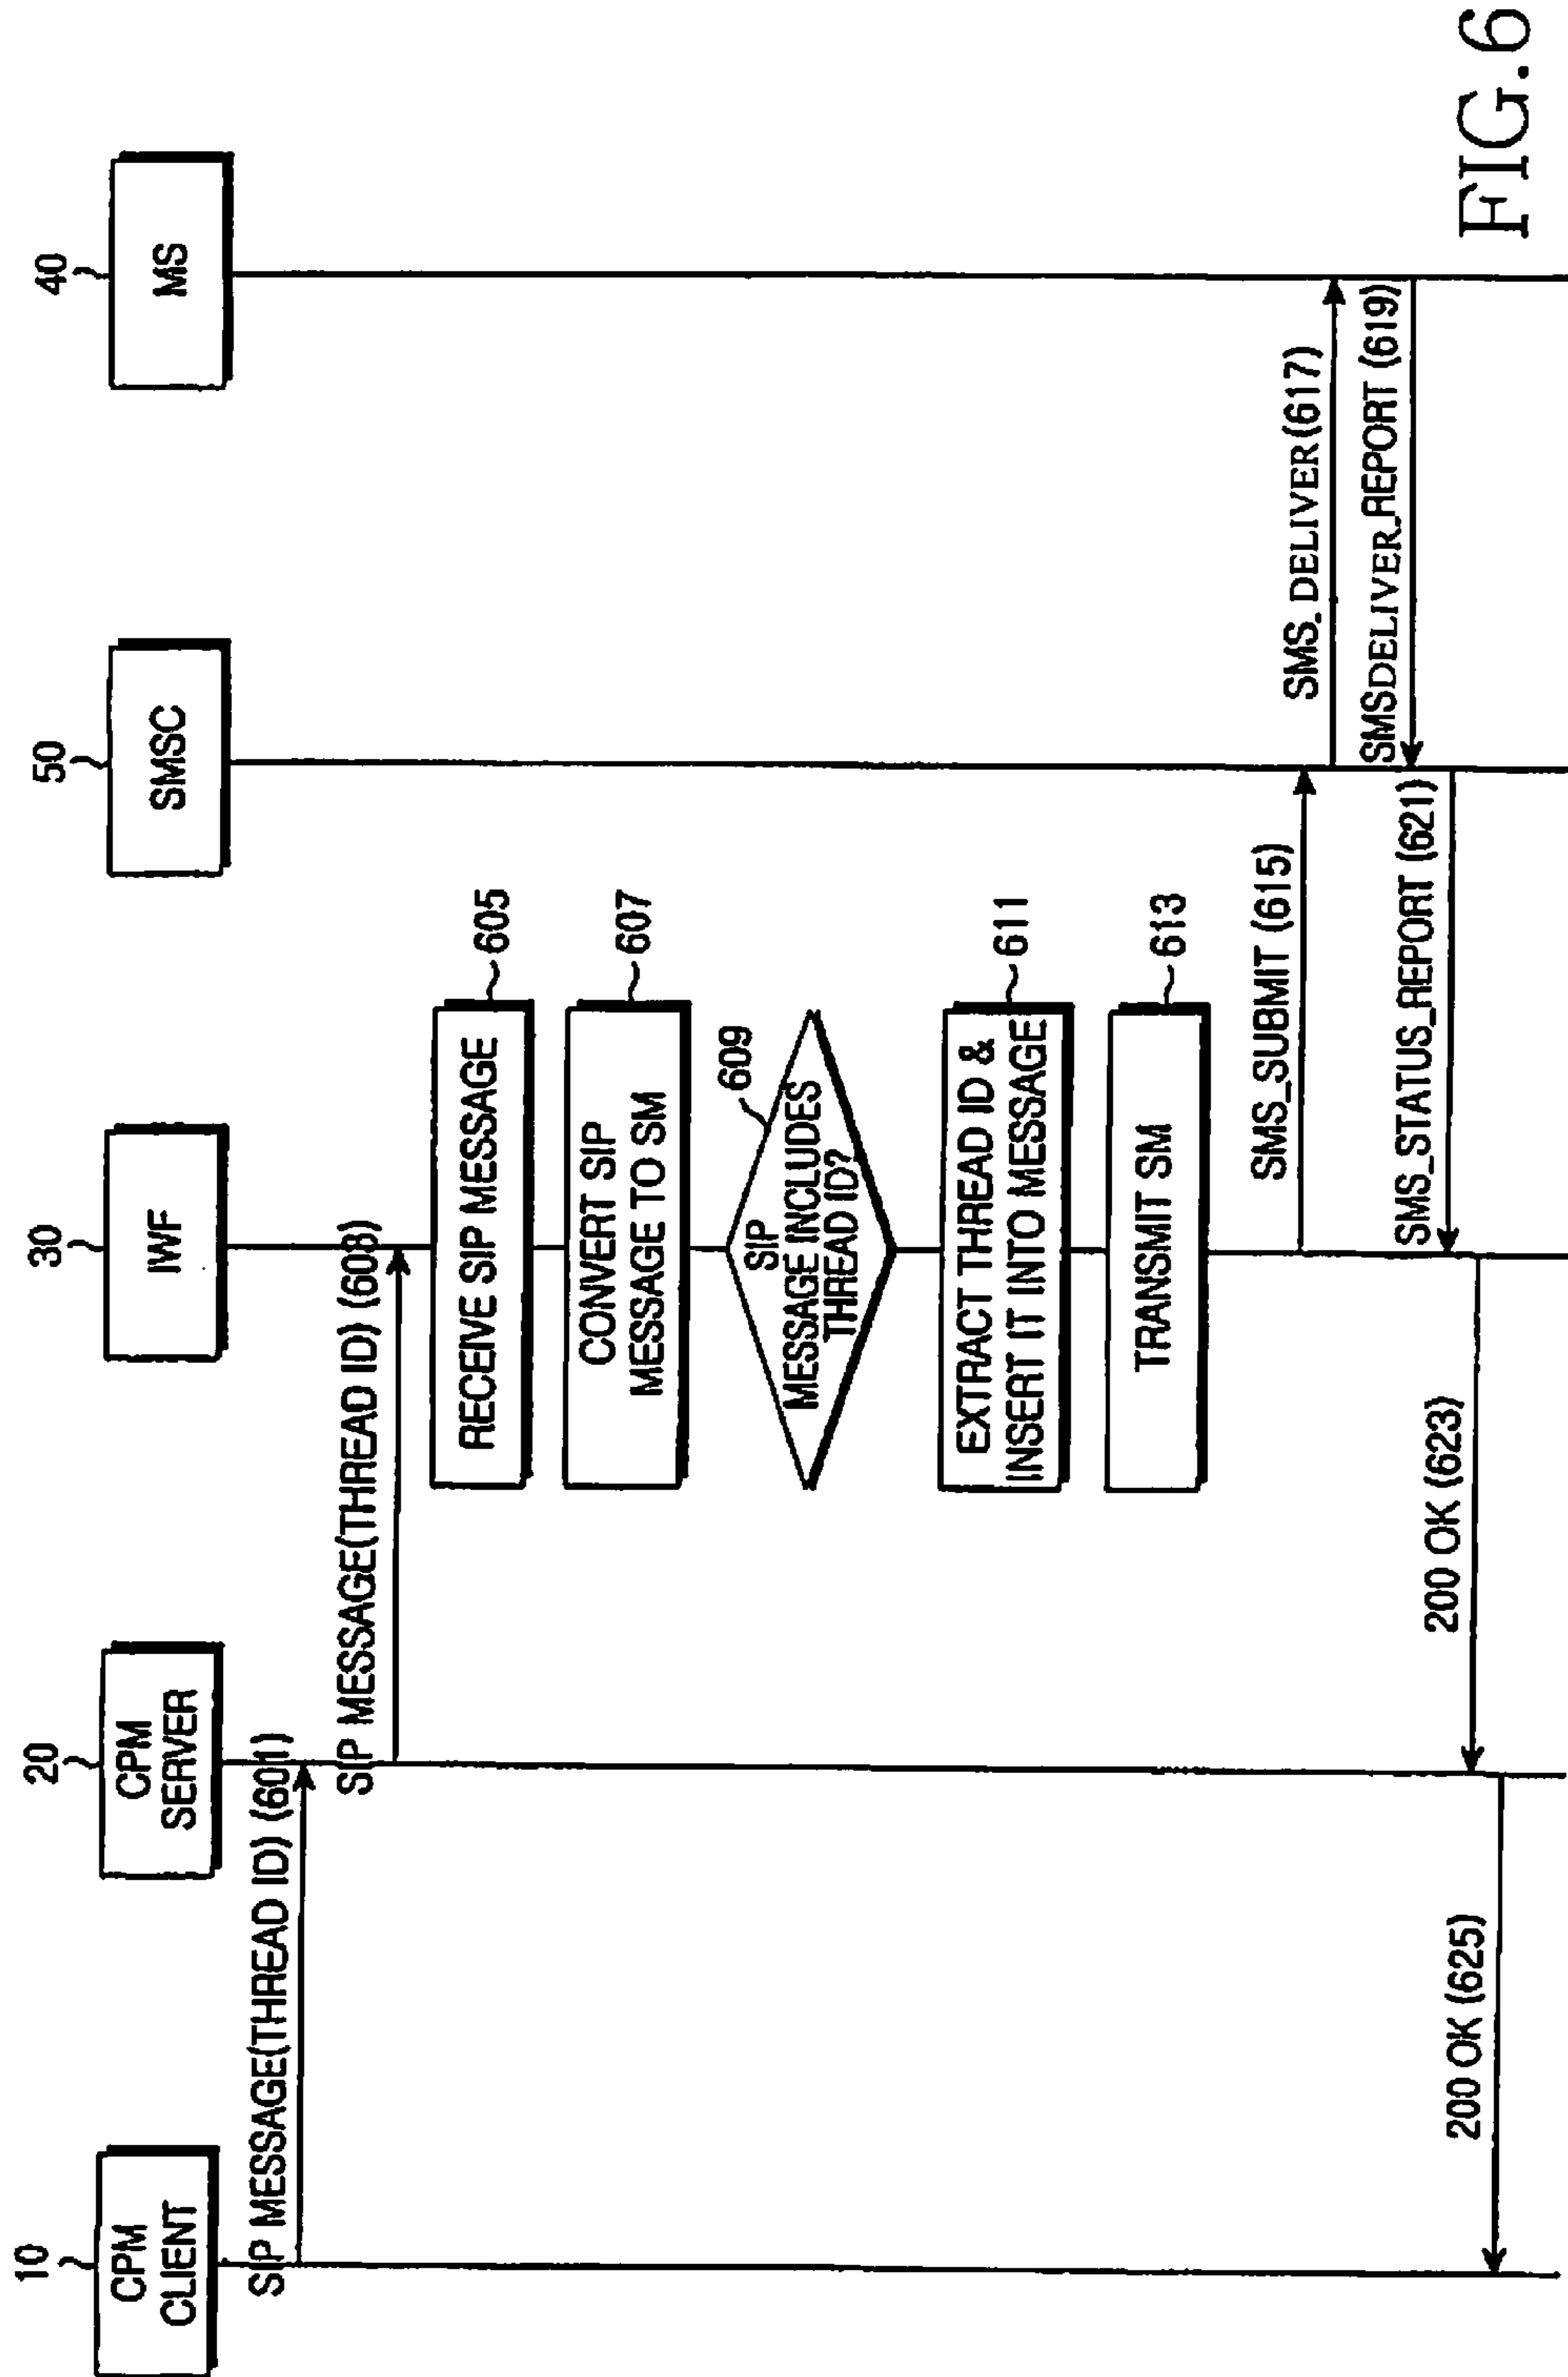 10
CPM
CLIENT
20
CPM
SERVER
30
IWF
50
SMSC
40
MS
SIP MESSAGE(THREAD ID) (601)
SIP MESSAGE(THREAD ID) (603)
RECEIVE SIP MESSAGE
605
CONVERT SIP
MESSAGE TO SM
607
609
SIP
MESSAGE INCLUDES
THREAD ID?
EXTRACT THREAD ID &
INSERT IT INTO MESSAGE
611
TRANSMIT SM
613
SMS_SUBMIT (615)
SMS_DELIVER(617)
SMSDELIVER_REPORT (619)
SMS_STATUS_REPORT (621)
200 OK (623)
200 OK (625)
FIG.6